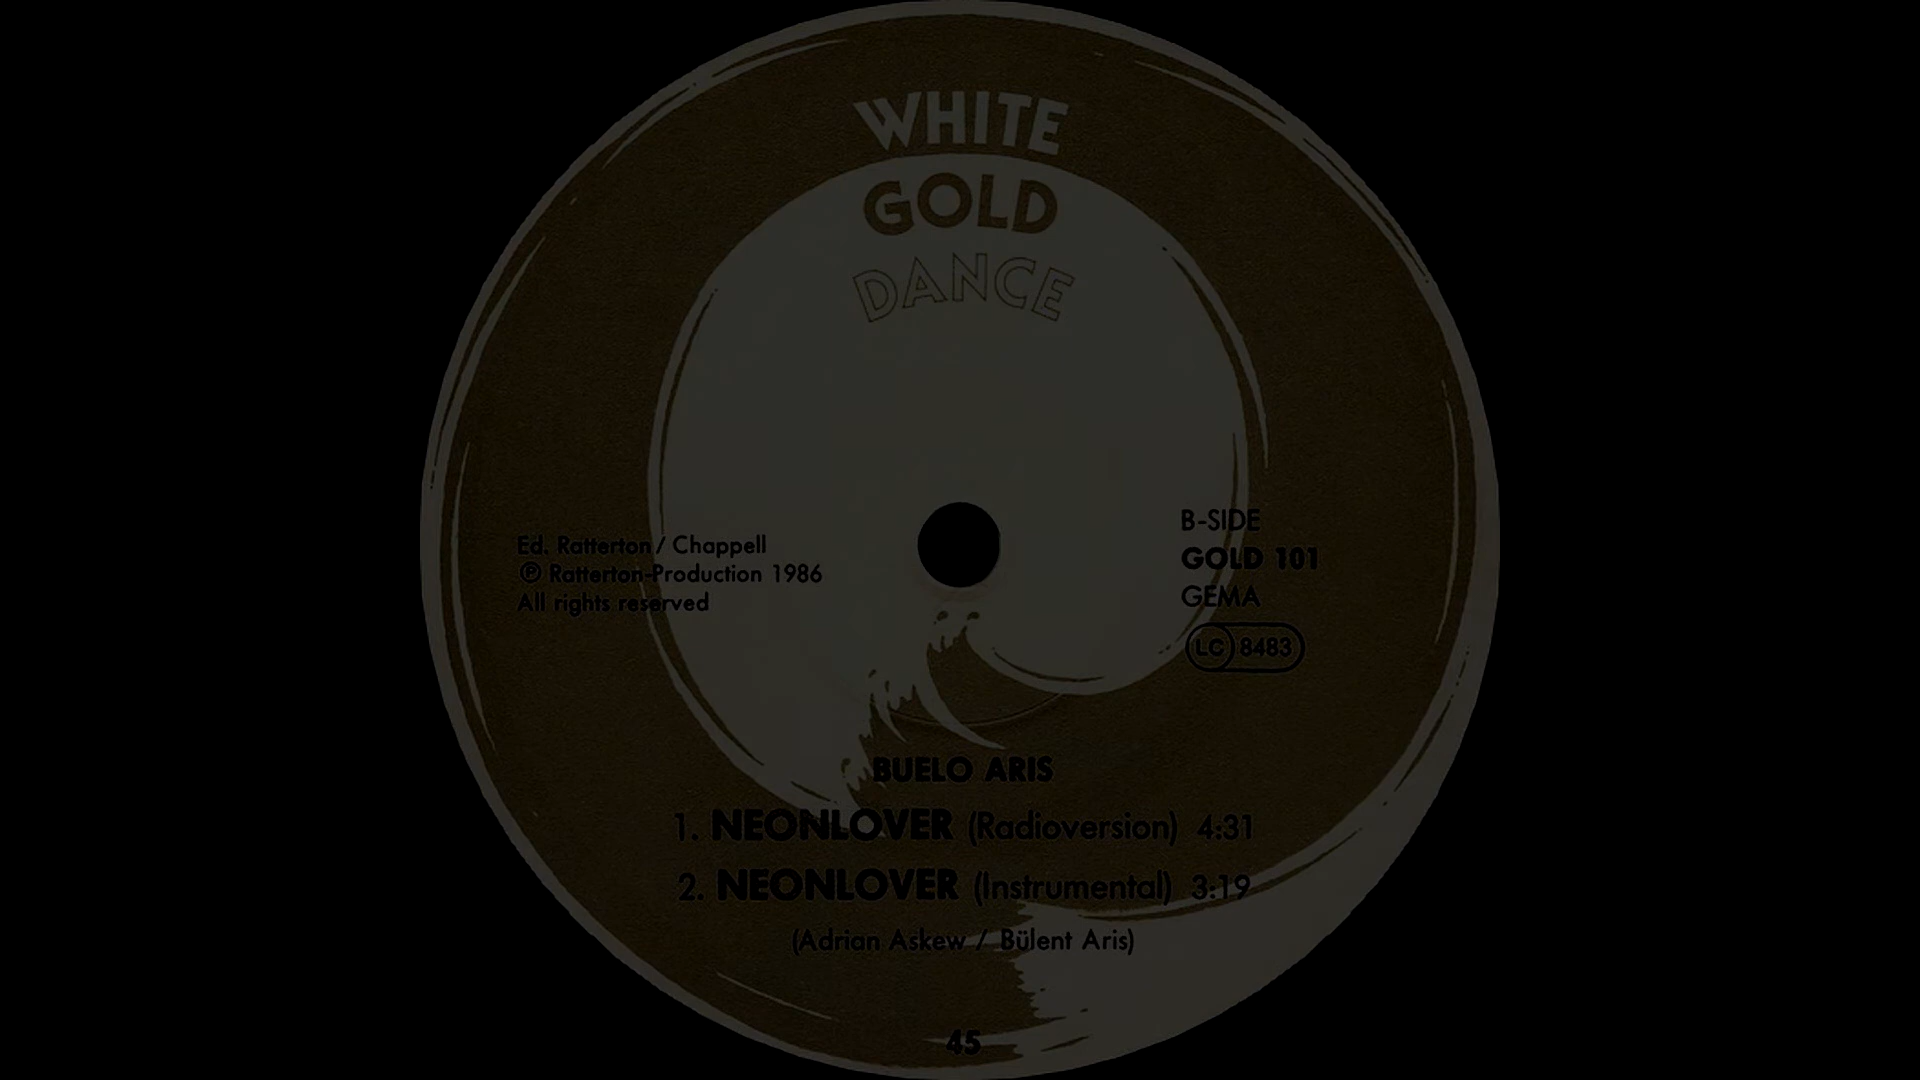 WHITE
GOLD
DANCE
Ed. Ratterton / Chappell
Ⓟ Ratterton-Production 1986
All rights reserved
B-SIDE
GOLD 101
GEMA
LC 8483
BUELO ARIS
1. NEONLOVER (Radioversion) 4:31
2. NEONLOVER (Instrumental) 3:19
(Adrian Askew / Bülent Aris)
45